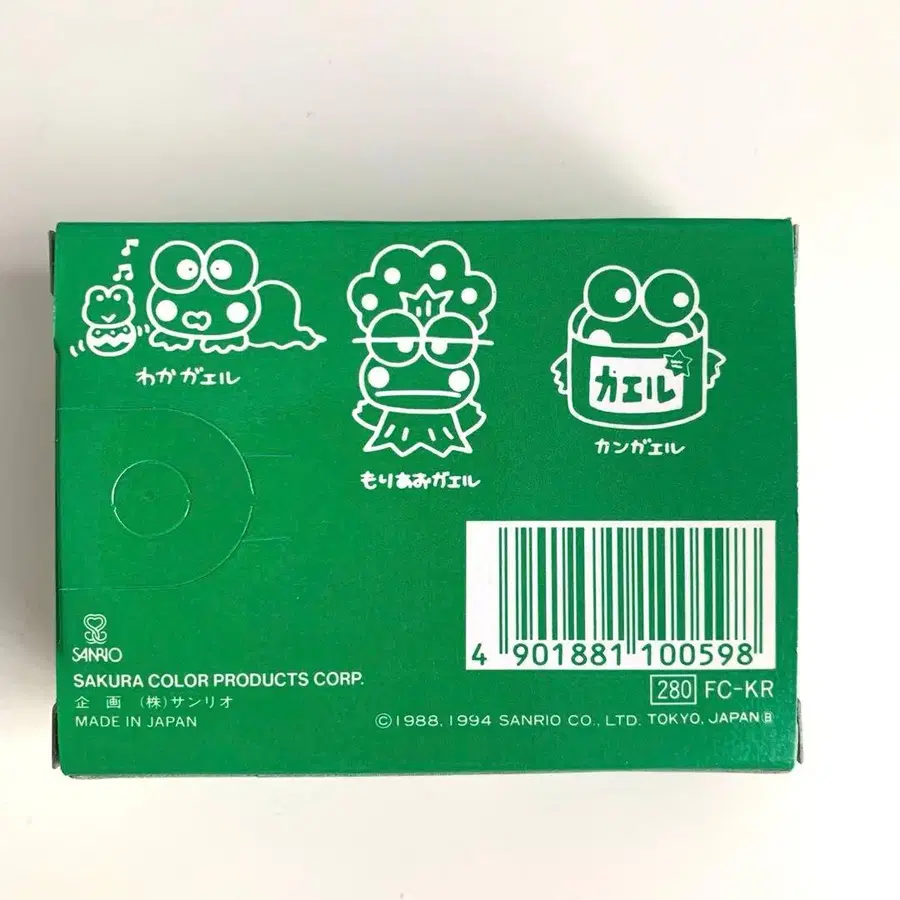 わかガエル
もりあおガエル
カエル
カンガエル
4 901881 100598
280 FC-KR
SANRIO
SAKURA COLOR PRODUCTS CORP.
企画 (株)サンリオ
MADE IN JAPAN
©1988, 1994 SANRIO CO., LTD. TOKYO, JAPAN Ⓑ